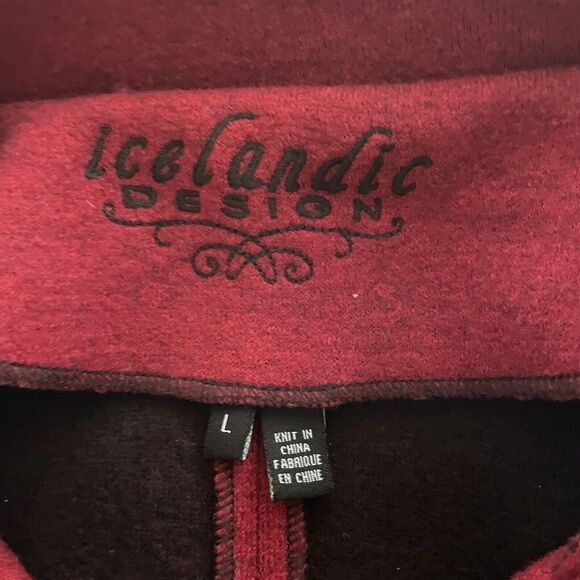 icelandic
DESIGN
L
KNIT IN
CHINA
FABRIQUE
EN CHINE